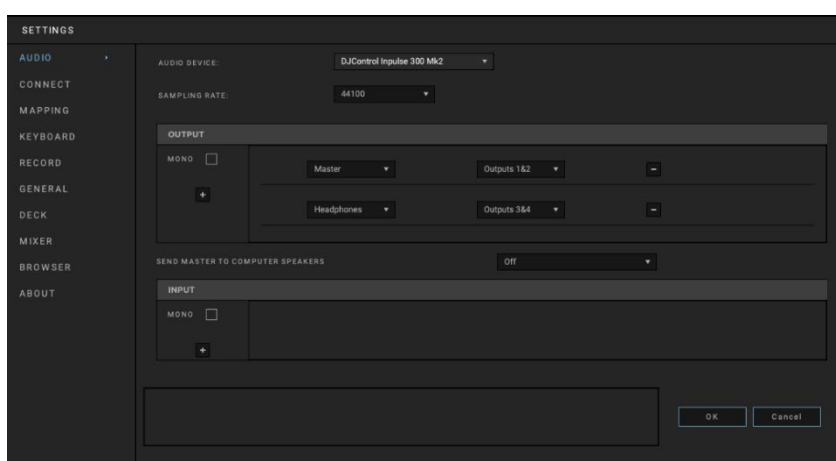 SETTINGS
AUDIO
CONNECT
MAPPING
KEYBOARD
RECORD
GENERAL
DECK
MIXER
BROWSER
ABOUT
AUDIO DEVICE: DJControl Inpulse 300 Mk2
SAMPLING RATE: 44100
OUTPUT
MONO
+
Master Outputs 1&2 −
Headphones Outputs 3&4 −
SEND MASTER TO COMPUTER SPEAKERS Off
INPUT
MONO
+
OK Cancel